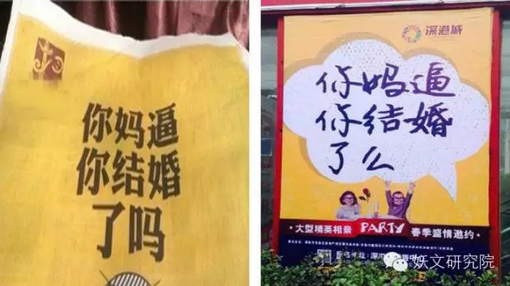 你妈逼
你结婚
了吗
深港城
你妈逼
你结婚
了么
·大型精英相亲 PARTY 春季盛情邀约·
妖文研究院